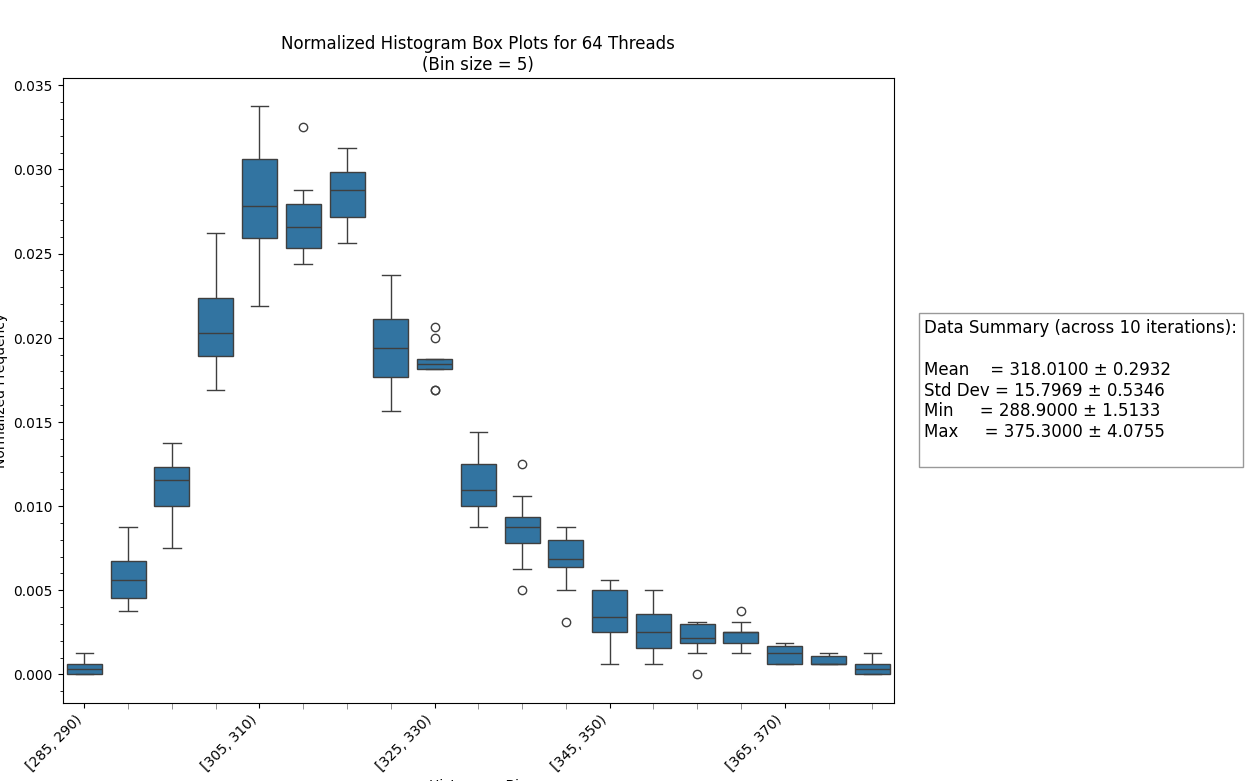 Normalized Histogram Box Plots for 64 Threads
(Bin size = 5)
0.035
0.030
0.025
0.020
0.015
0.010
0.005
0.000
[285, 290)
[305, 310)
[325, 330)
[345, 350)
[365, 370)
Data Summary (across 10 iterations):
Mean = 318.0100 ± 0.2932
Std Dev = 15.7969 ± 0.5346
Min = 288.9000 ± 1.5133
Max = 375.3000 ± 4.0755